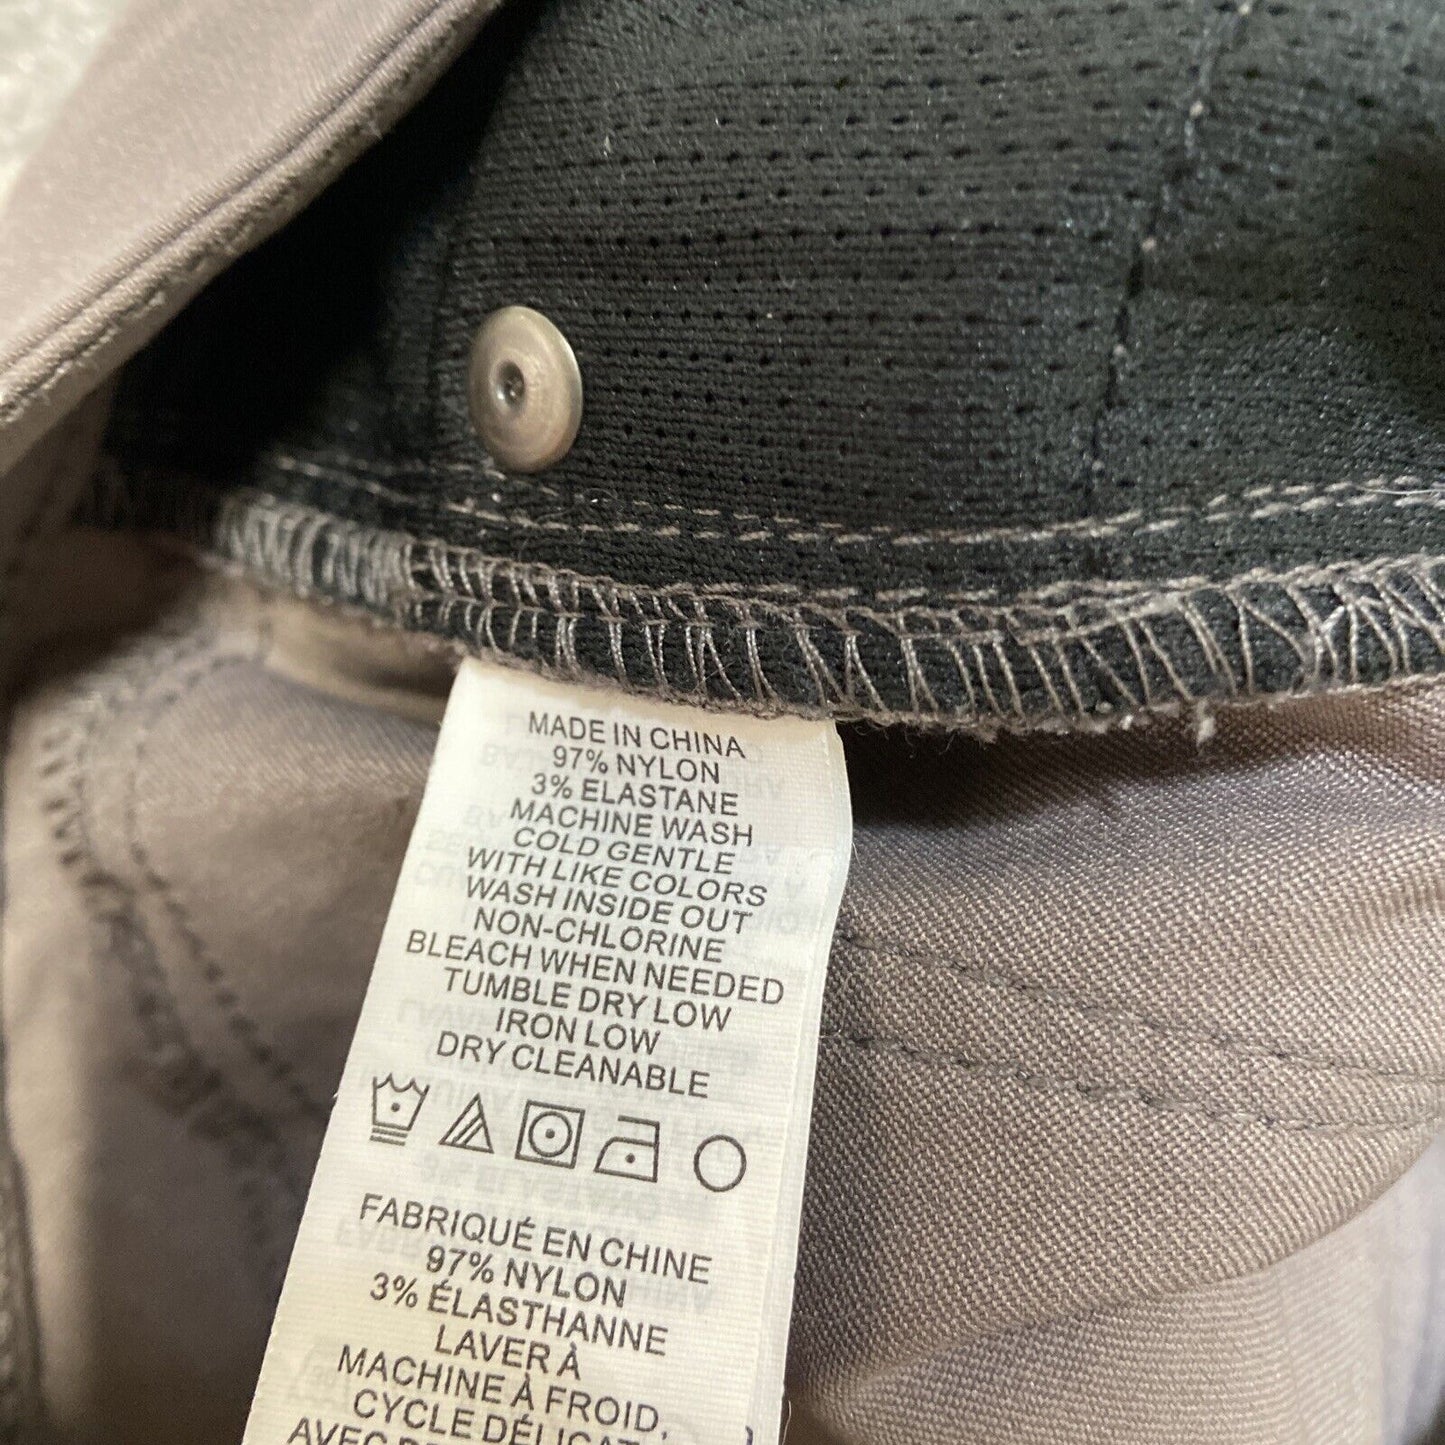 MADE IN CHINA
97% NYLON
3% ELASTANE
MACHINE WASH
COLD GENTLE
WITH LIKE COLORS
WASH INSIDE OUT
NON-CHLORINE
BLEACH WHEN NEEDED
TUMBLE DRY LOW
IRON LOW
DRY CLEANABLE
FABRIQUÉ EN CHINE
97% NYLON
3% ÉLASTHANNE
LAVER À
MACHINE À FROID,
CYCLE
AVEC